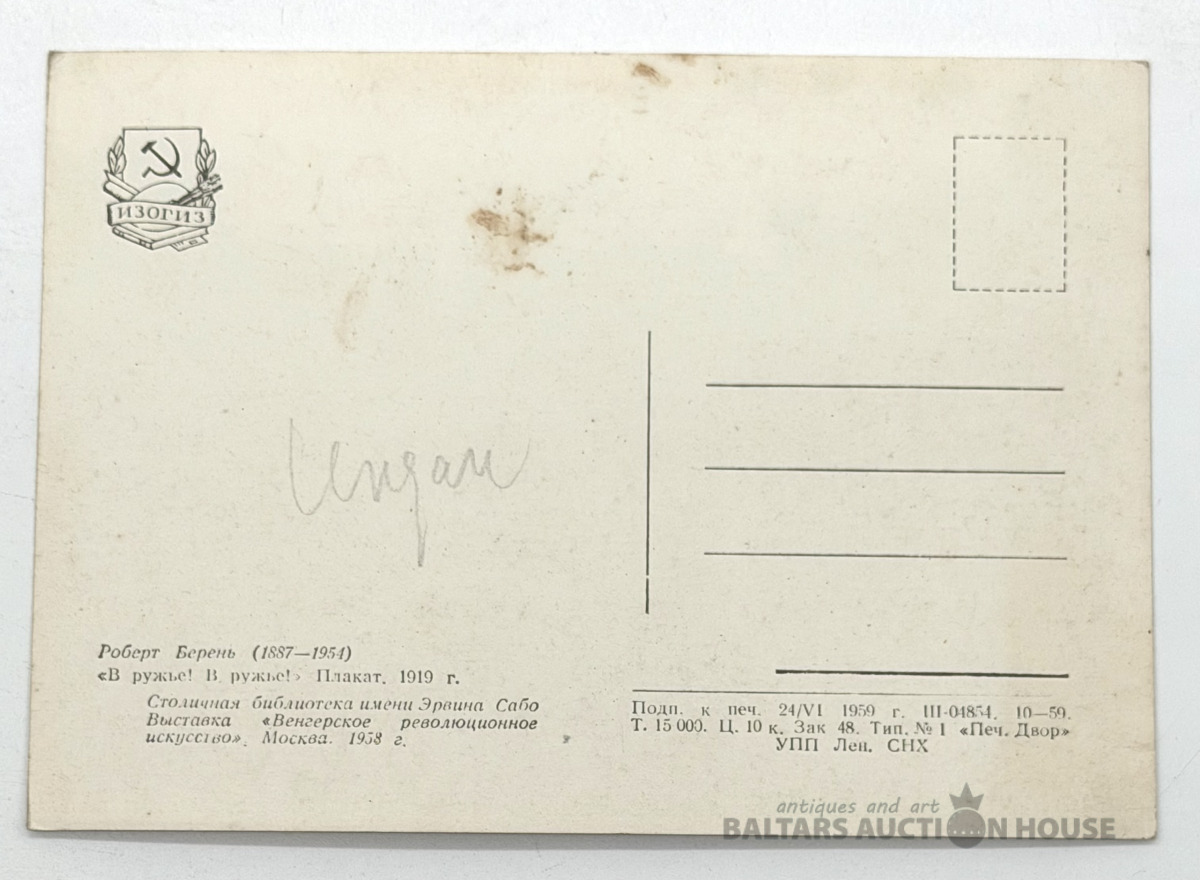 ИЗОГИЗ
Роберт Берень (1887—1954)
«В ружье! В ружье!» Плакат. 1919 г.
Столичная библиотека имени Эрвина Сабо
Выставка «Венгерское революционное
искусство». Москва. 1958 г.
Подп. к печ. 24/VI 1959 г. III-04854. 10—59.
Т. 15 000. Ц. 10 к. Зак 48. Тип. № 1 «Печ. Двор»
УПП Лен. СНХ
antiques and art
BALTARS AUCTION HOUSE